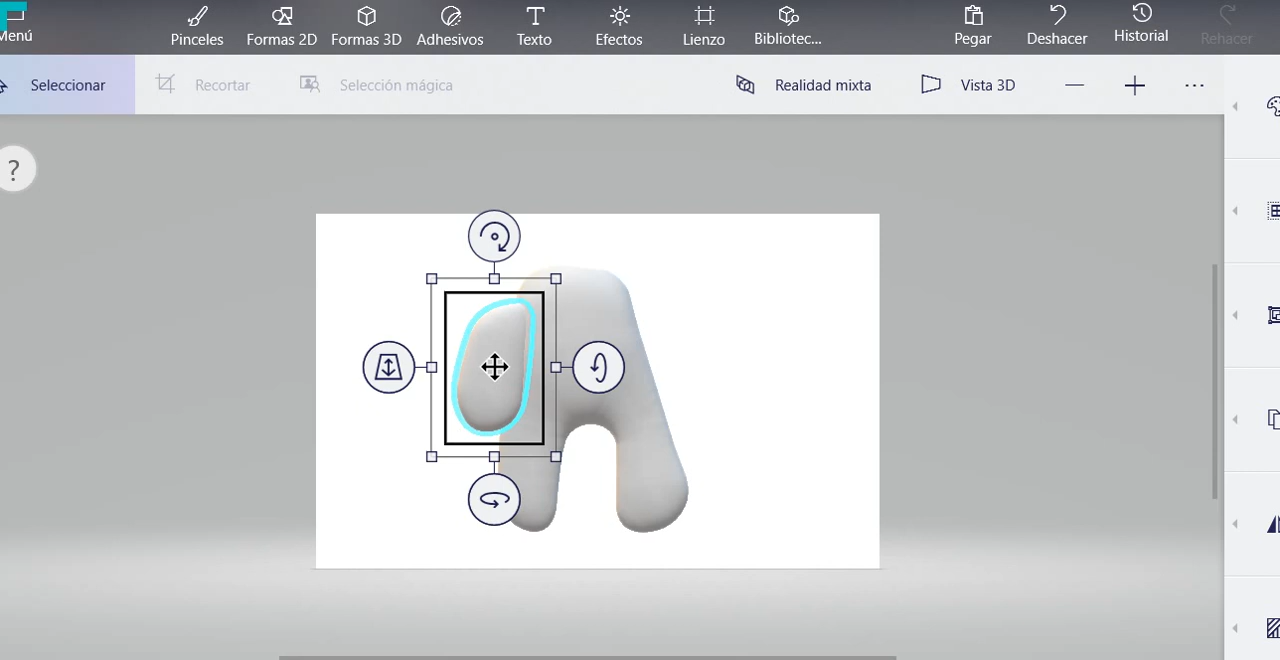 Menú Pinceles Formas 2D Formas 3D Adhesivos Texto Efectos Lienzo Bibliotec... Pegar Deshacer Historial Rehacer
Seleccionar Recortar Selección mágica Realidad mixta Vista 3D ...
?